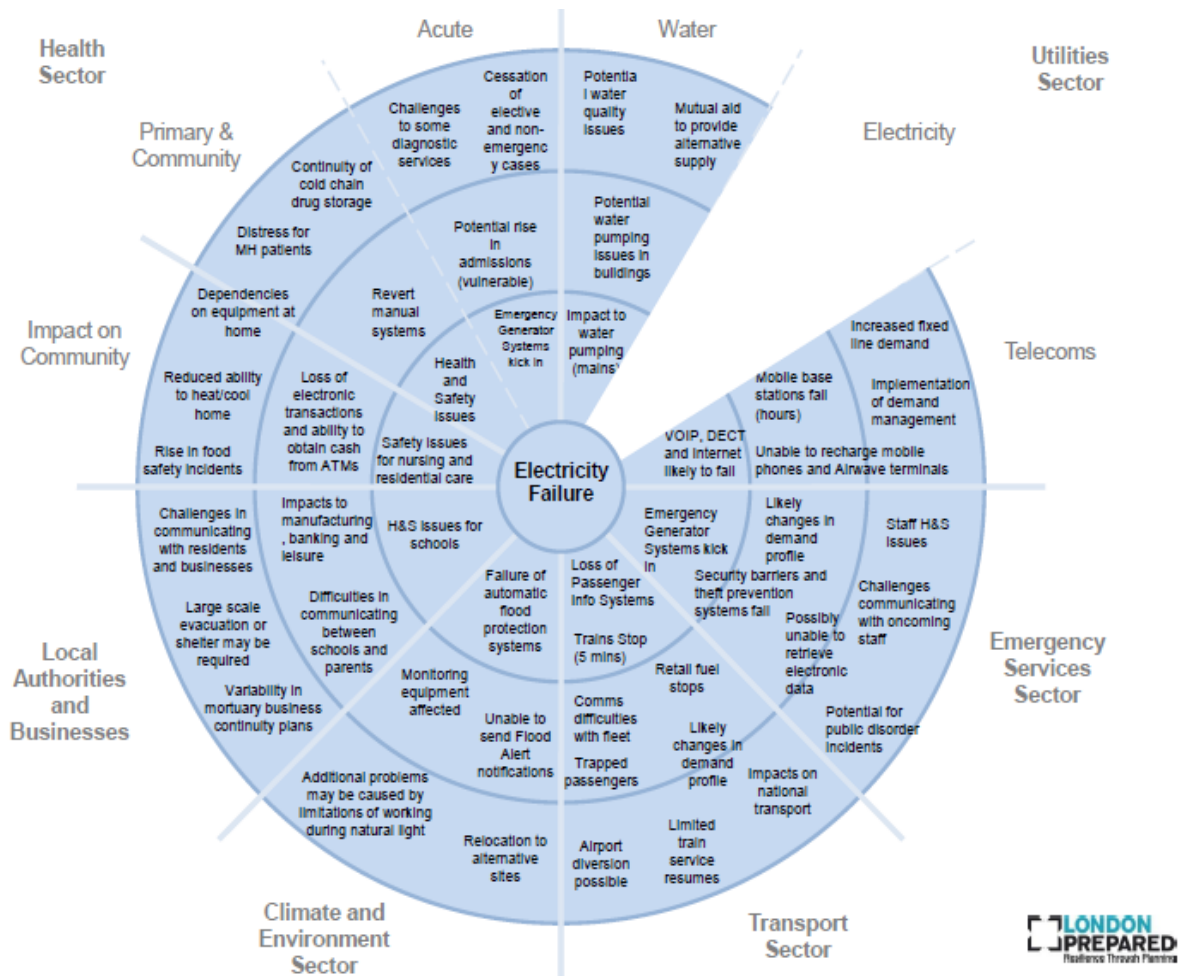 Health
Sector
Acute
Water
Utilities
Sector
Primary &
Community
Electricity
Impact on
Community
Telecoms
Cessation
of
elective
and non-
emergenc
y cases
Challenges
to some
diagnostic
services
Continuity of
cold chain
drug storage
Distress for
MH patients
Potential rise
in
admissions
(vulnerable)
Revert
manual
systems
Emergency
Generator
Systems
kick in
Health
and
Safety
issues
Potentia
l water
quality
issues
Mutual aid
to provide
alternative
supply
Potential
water
pumping
issues in
buildings
Impact to
water
pumping
(mains)
Dependencies
on equipment at
home
Reduced ability
to heat/cool
home
Rise in food
safety incidents
Loss of
electronic
transactions
and ability to
obtain cash
from ATMs
Safety issues
for nursing and
residential care
Electricity
Failure
Increased fixed
line demand
Implementation
of demand
management
Mobile base
stations fail
(hours)
VOIP, DECT
and internet
likely to fail
Unable to recharge mobile
phones and Airwave terminals
Challenges in
communicating
with residents
and businesses
Large scale
evacuation or
shelter may be
required
Variability in
mortuary business
continuity plans
Impacts to
manufacturing
, banking and
leisure
Difficulties in
communicating
between
schools and
parents
H&S issues for
schools
Local
Authorities
and
Businesses
Failure of
automatic
flood
protection
systems
Monitoring
equipment
affected
Unable to
send Flood
Alert
notifications
Additional problems
may be caused by
limitations of working
during natural light
Relocation to
alternative
sites
Climate and
Environment
Sector
Loss of
Passenger
Info Systems
Trains Stop
(5 mins)
Retail fuel
stops
Comms
difficulties
with fleet
Trapped
passengers
Likely
changes in
demand
profile
Impacts on
national
transport
Limited
train
service
resumes
Airport
diversion
possible
Transport
Sector
Emergency
Generator
Systems kick
in
Likely
changes in
demand
profile
Security barriers and
theft prevention
systems fail
Possibly
unable to
retrieve
electronic
data
Staff H&S
issues
Challenges
communicating
with oncoming
staff
Potential for
public disorder
incidents
Emergency
Services
Sector
LONDON
PREPARED
Resilience Through Planning